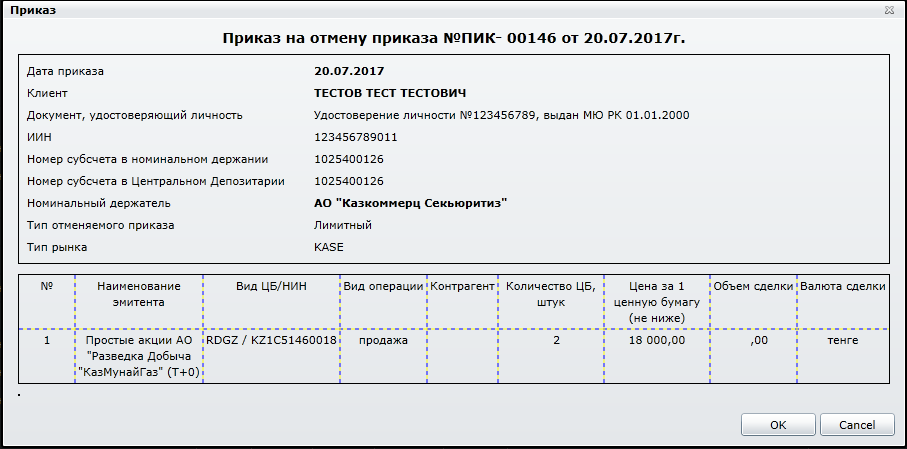 Приказ
Приказ на отмену приказа №ПИК- 00146 от 20.07.2017г.
Дата приказа 20.07.2017
Клиент ТЕСТОВ ТЕСТ ТЕСТОВИЧ
Документ, удостоверяющий личность Удостоверение личности №123456789, выдан МЮ РК 01.01.2000
ИИН 123456789011
Номер субсчета в номинальном держании 1025400126
Номер субсчета в Центральном Депозитарии 1025400126
Номинальный держатель АО "Казкоммерц Секьюритиз"
Тип отменяемого приказа Лимитный
Тип рынка KASE
№ Наименование эмитента Вид ЦБ/НИН Вид операции Контрагент Количество ЦБ, штук Цена за 1 ценную бумагу (не ниже) Объем сделки Валюта сделки
1 Простые акции АО "Разведка Добыча "КазМунайГаз" (Т+0) RDGZ / KZ1C51460018 продажа 2 18 000,00 ,00 тенге
.
OK Cancel